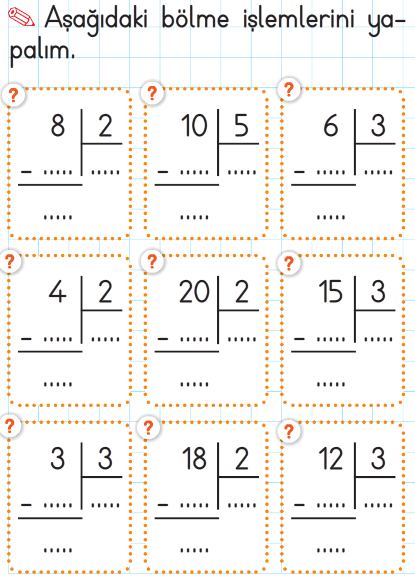 Aşağıdaki bölme işlemlerini ya-
palım.
? ? ?
8 2 10 5 6 3
- ..... ..... - ..... ..... - ..... .....
..... ..... .....
? ? ?
4 2 20 2 15 3
- ..... ..... - ..... ..... - ..... .....
..... ..... .....
? ? ?
3 3 18 2 12 3
- ..... ..... - ..... ..... - ..... .....
..... ..... .....